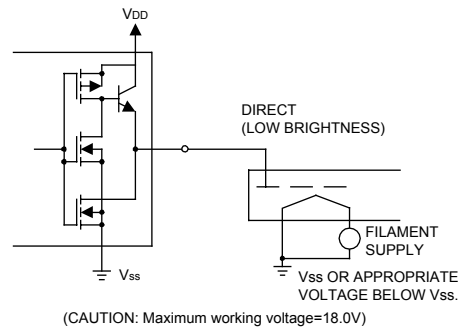 VDD
DIRECT
(LOW BRIGHTNESS)
FILAMENT
SUPPLY
Vss
Vss OR APPROPRIATE
VOLTAGE BELOW Vss.
(CAUTION: Maximum working voltage=18.0V)